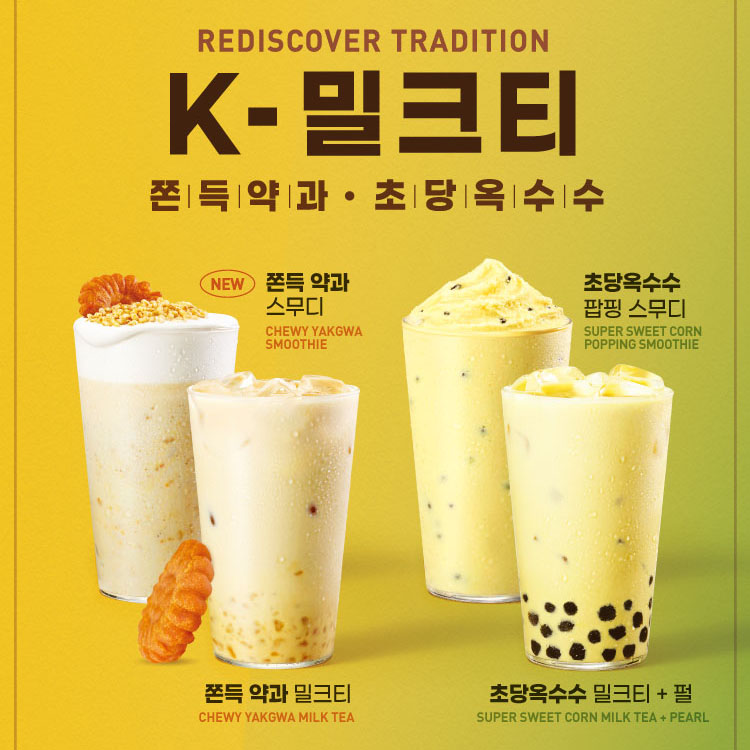 REDISCOVER TRADITION
K-밀크티
쫀|득|약|과 • 초|당|옥|수|수
NEW
쫀득 약과
스무디
CHEWY YAKGWA
SMOOTHIE
초당옥수수
팝핑 스무디
SUPER SWEET CORN
POPPING SMOOTHIE
쫀득 약과 밀크티
CHEWY YAKGWA MILK TEA
초당옥수수 밀크티 + 펄
SUPER SWEET CORN MILK TEA + PEARL